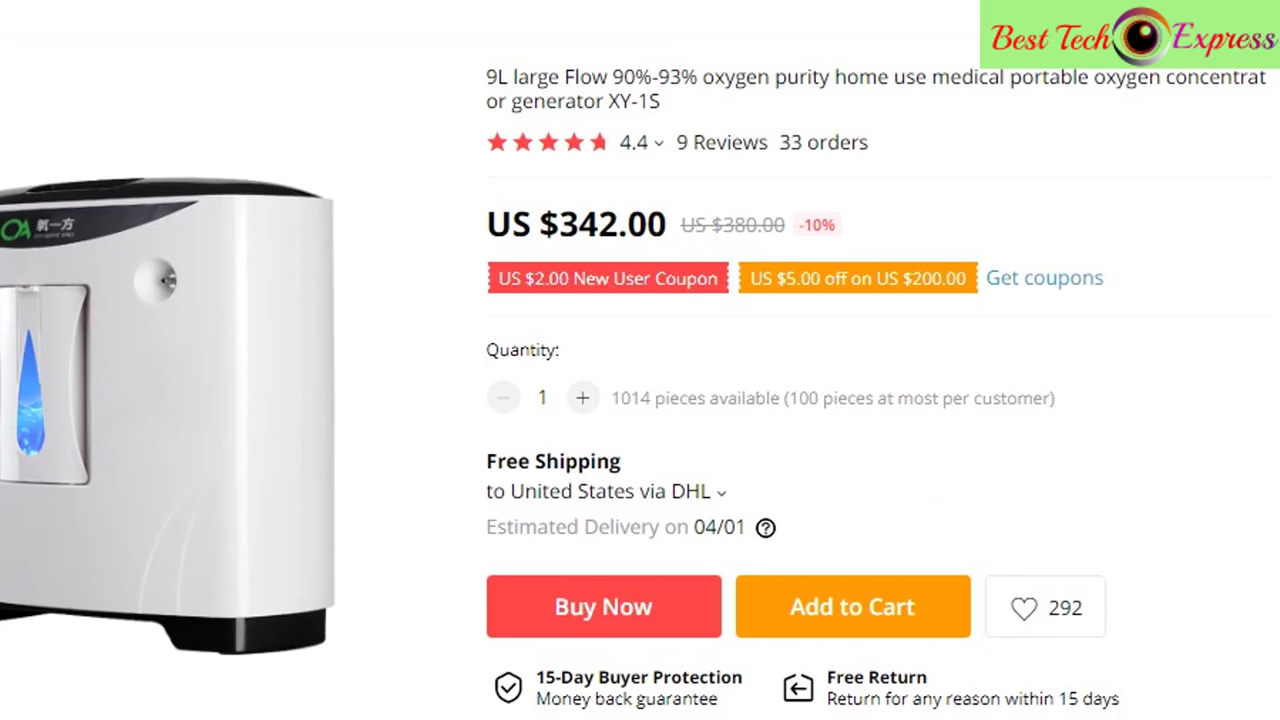 Best Tech Express
9L large Flow 90%-93% oxygen purity home use medical portable oxygen concentrat
or generator XY-1S
4.4 9 Reviews 33 orders
氧一方
US $342.00 US $380.00 -10%
US $2.00 New User Coupon US $5.00 off on US $200.00 Get coupons
Quantity:
1 1014 pieces available (100 pieces at most per customer)
Free Shipping
to United States via DHL
Estimated Delivery on 04/01
Buy Now Add to Cart 292
15-Day Buyer Protection Free Return
Money back guarantee Return for any reason within 15 days